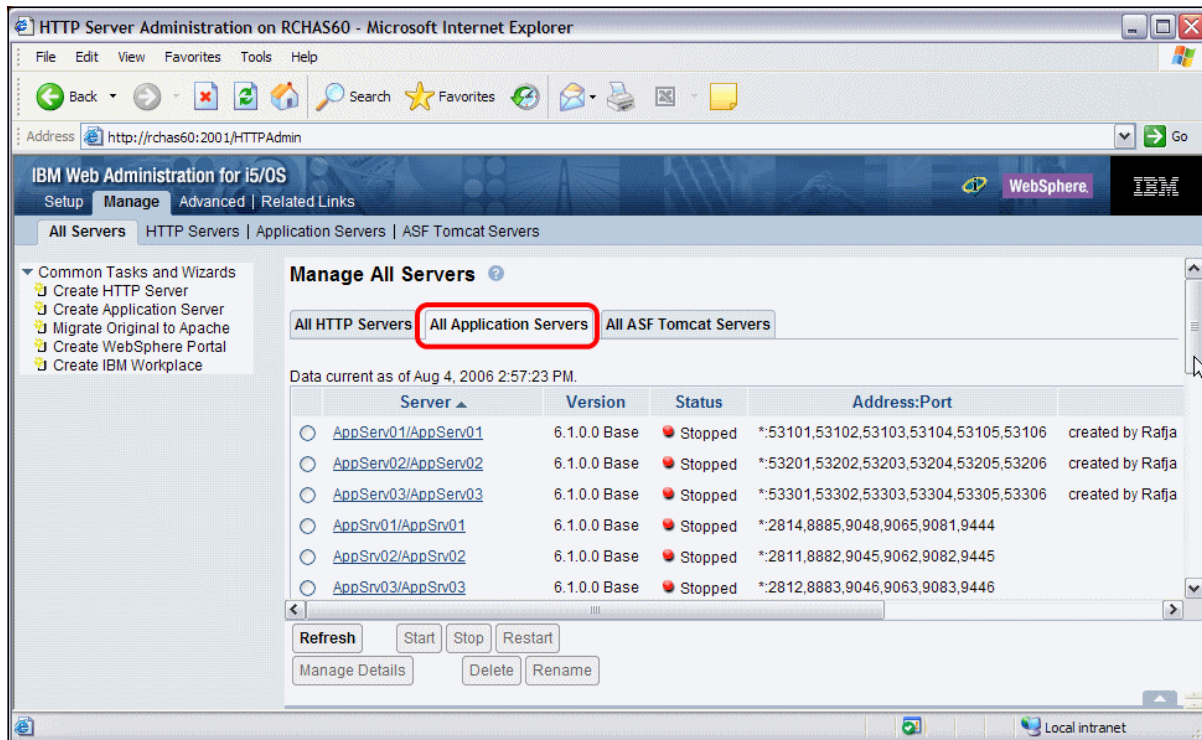 HTTP Server Administration on RCHAS60 - Microsoft Internet Explorer
File Edit View Favorites Tools Help
Back Search Favorites
Address http://rchas60:2001/HTTPAdmin Go
IBM Web Administration for i5/OS
WebSphere. IBM
Setup Manage Advanced | Related Links
All Servers HTTP Servers | Application Servers | ASF Tomcat Servers
Common Tasks and Wizards
Create HTTP Server
Create Application Server
Migrate Original to Apache
Create WebSphere Portal
Create IBM Workplace
Manage All Servers ?
All HTTP Servers All Application Servers All ASF Tomcat Servers
Data current as of Aug 4, 2006 2:57:23 PM.
Server Version Status Address:Port
AppServ01/AppServ01 6.1.0.0 Base Stopped *:53101,53102,53103,53104,53105,53106 created by Rafja
AppServ02/AppServ02 6.1.0.0 Base Stopped *:53201,53202,53203,53204,53205,53206 created by Rafja
AppServ03/AppServ03 6.1.0.0 Base Stopped *:53301,53302,53303,53304,53305,53306 created by Rafja
AppSrv01/AppSrv01 6.1.0.0 Base Stopped *:2814,8885,9048,9065,9081,9444
AppSrv02/AppSrv02 6.1.0.0 Base Stopped *:2811,8882,9045,9062,9082,9445
AppSrv03/AppSrv03 6.1.0.0 Base Stopped *:2812,8883,9046,9063,9083,9446
Refresh Start Stop Restart
Manage Details Delete Rename
Local intranet